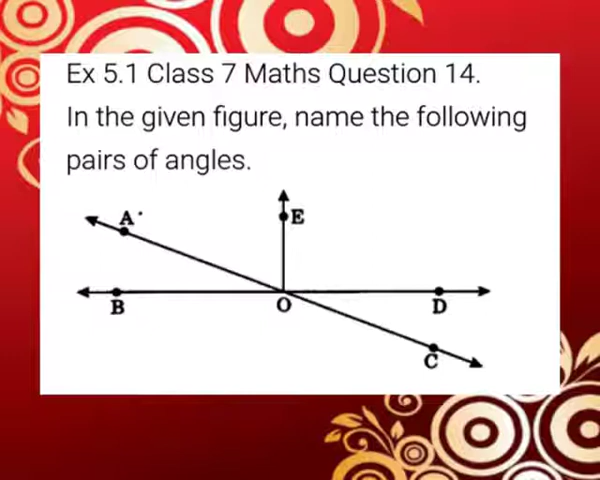 Ex 5.1 Class 7 Maths Question 14.
In the given figure, name the following
pairs of angles.
A
E
B
O
D
C